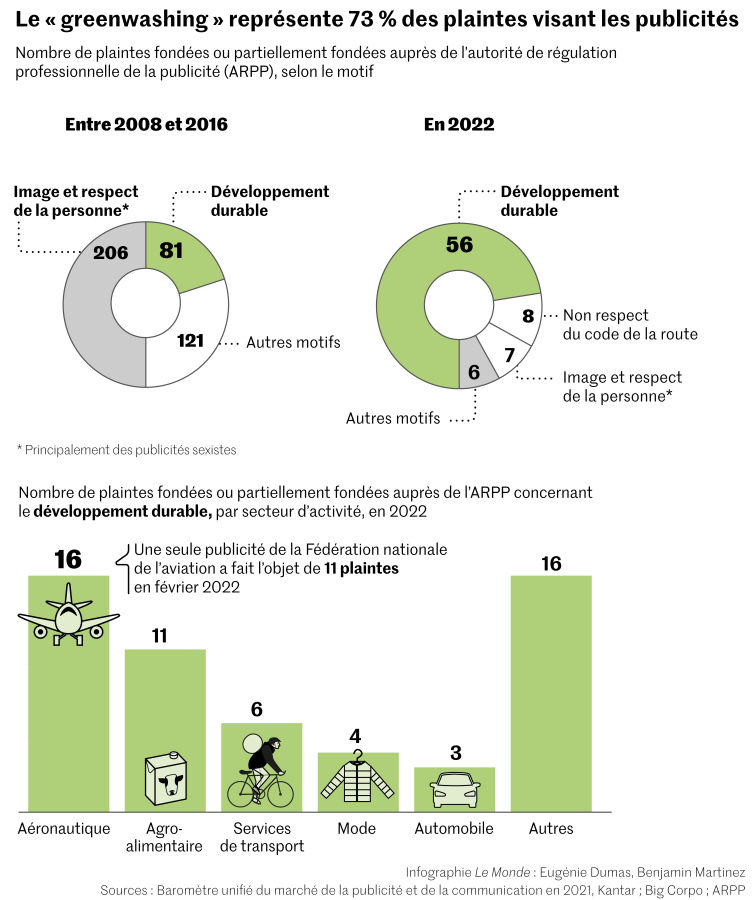 Le « greenwashing » représente 73 % des plaintes visant les publicités
Nombre de plaintes fondées ou partiellement fondées auprès de l’autorité de régulation
professionnelle de la publicité (ARPP), selon le motif
Entre 2008 et 2016
En 2022
Image et respect
de la personne*
Développement
durable
206
81
121
Autres motifs
Développement
durable
56
8
Non respect
du code de la route
7
Image et respect
de la personne*
6
Autres motifs
* Principalement des publicités sexistes
Nombre de plaintes fondées ou partiellement fondées auprès de l’ARPP concernant
le développement durable, par secteur d’activité, en 2022
16
Une seule publicité de la Fédération nationale
de l’aviation a fait l’objet de 11 plaintes
en février 2022
11
6
4
3
16
Aéronautique
Agro-
alimentaire
Services
de transport
Mode
Automobile
Autres
Infographie Le Monde : Eugénie Dumas, Benjamin Martinez
Sources : Baromètre unifié du marché de la publicité et de la communication en 2021, Kantar ; Big Corpo ; ARPP